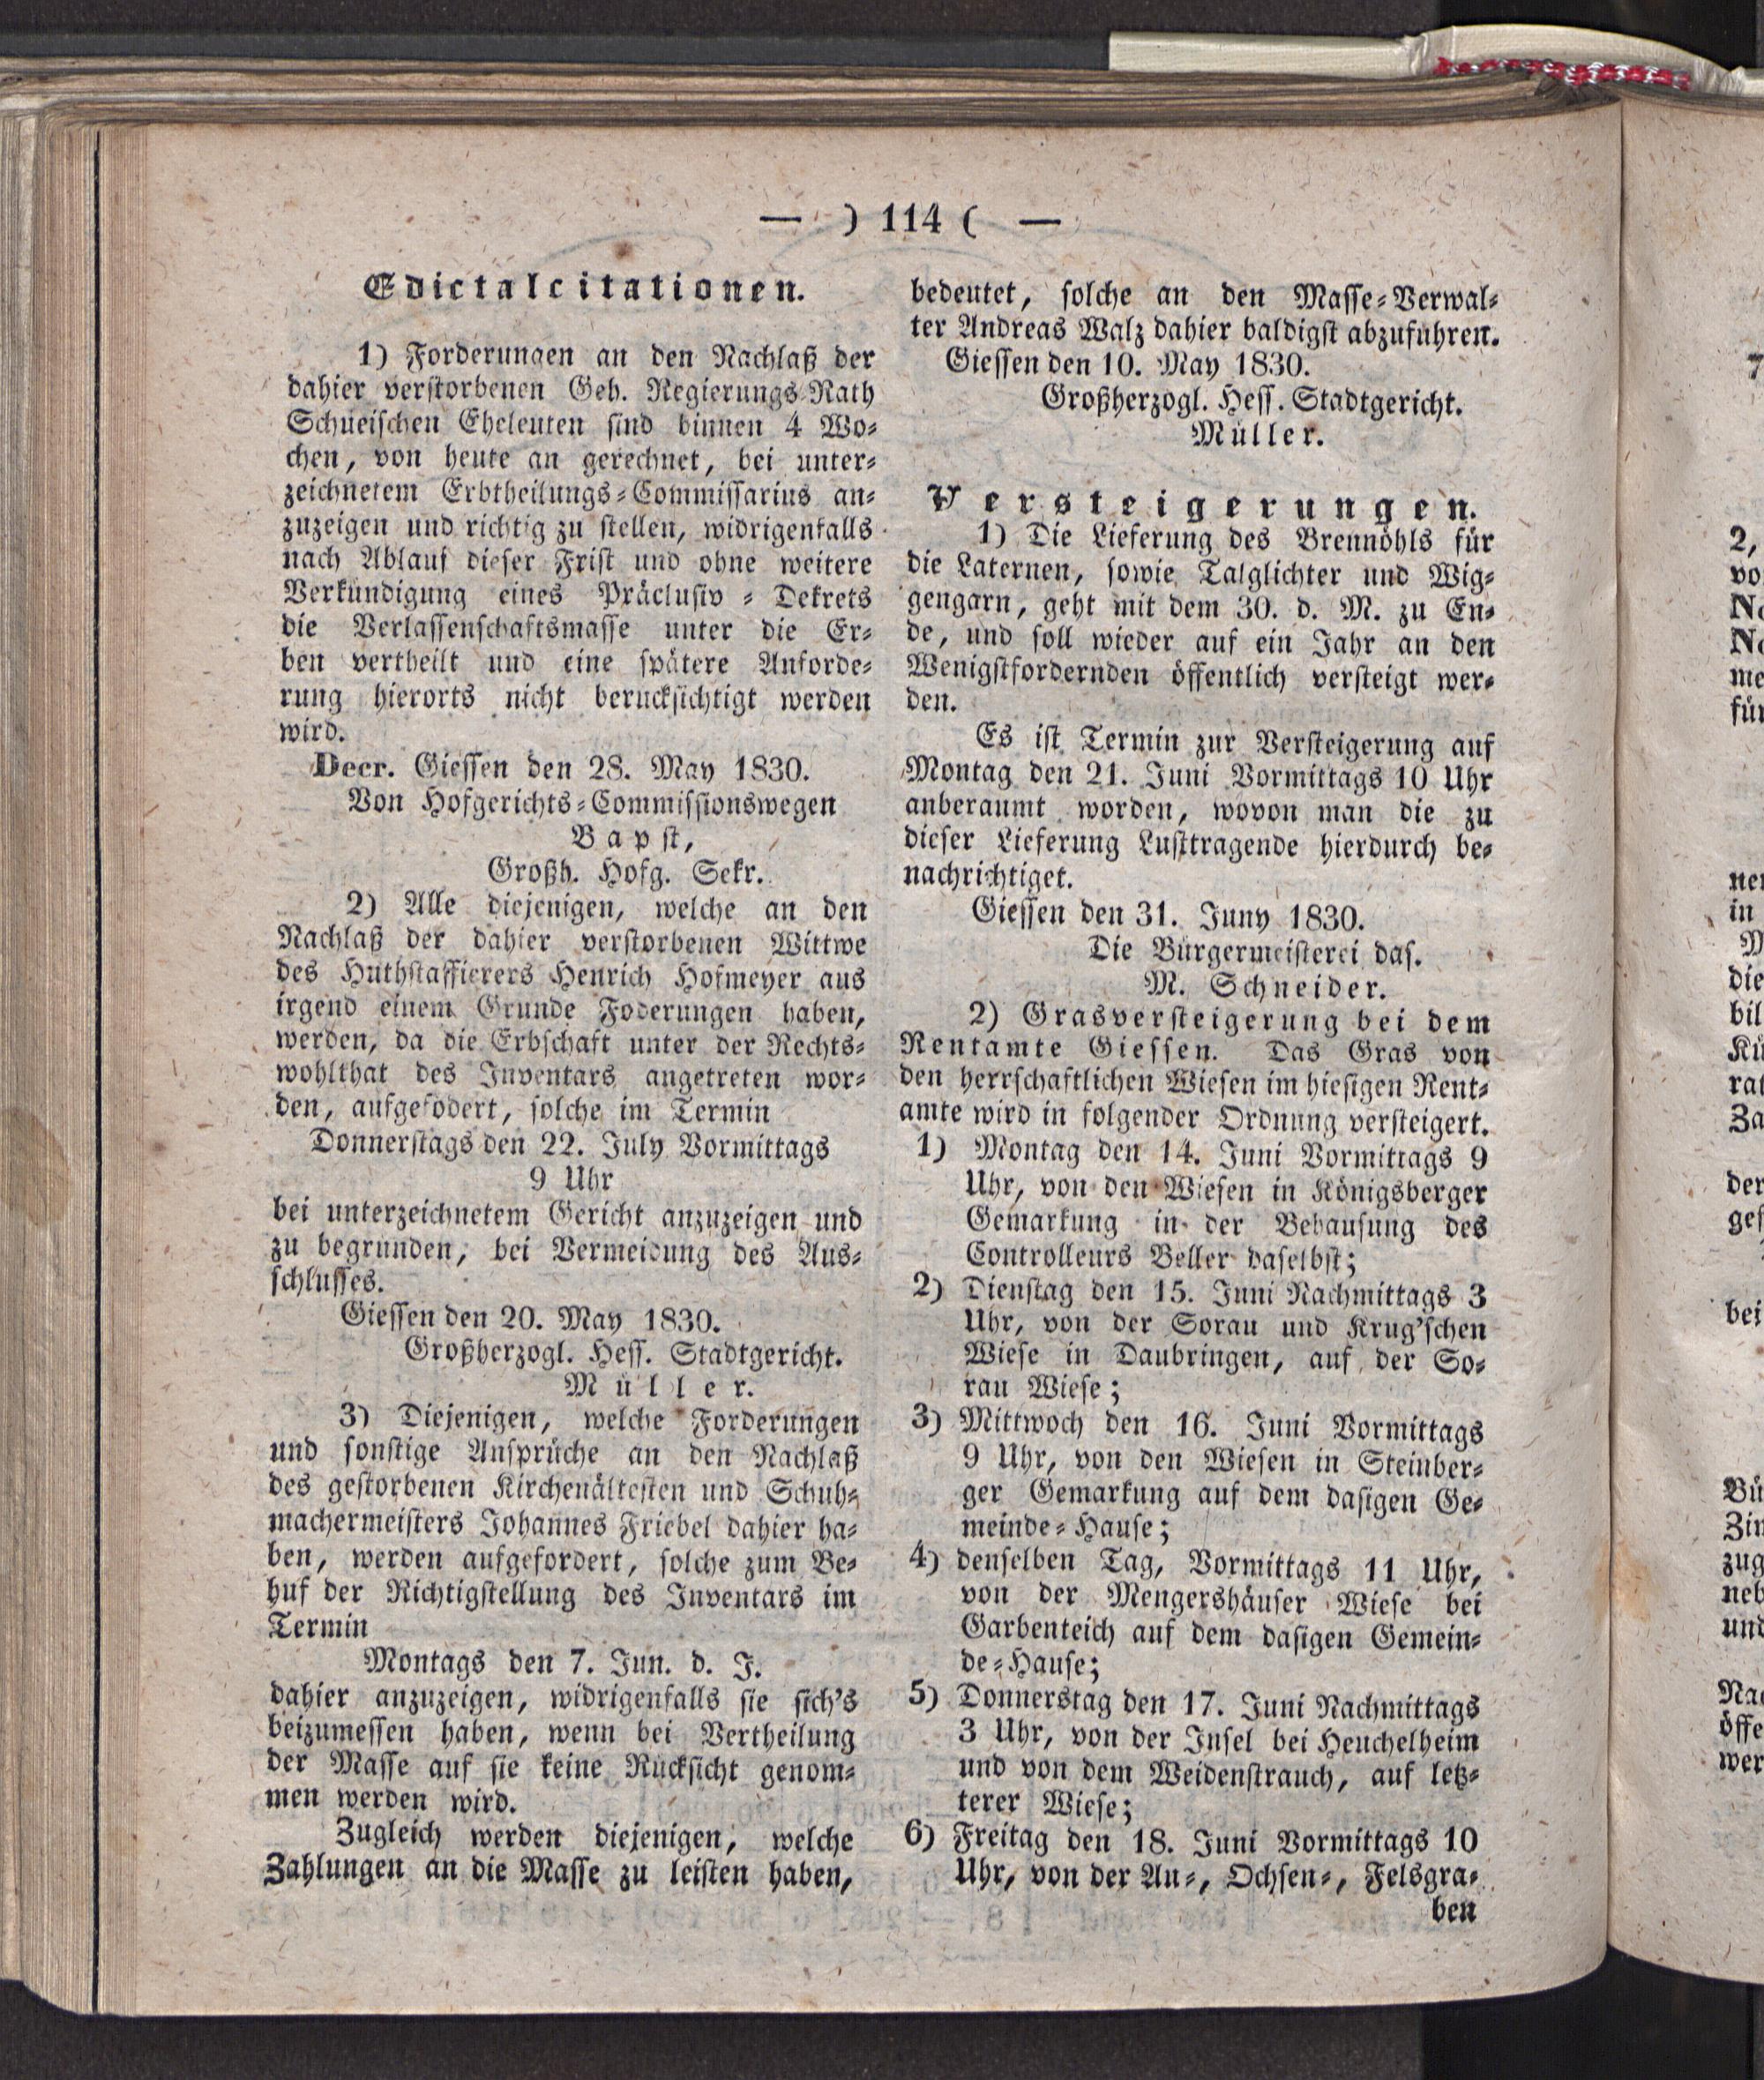 — ) 114 ( —
Edictalcitationen.
1) Forderungen an den Nachlaß der
dahier verstorbenen Geh. Regierungs-Rath
Schueischen Eheleuten sind binnen 4 Wo-
chen, von heute an gerechnet, bei unter-
zeichnetem Erbtheilungs-Commissarius an-
zuzeigen und richtig zu stellen, widrigenfalls
nach Ablauf dieser Frist und ohne weitere
Verkündigung eines Präclusiv - Dekrets
die Verlassenschaftsmasse unter die Er-
ben vertheilt und eine spätere Anforde-
rung hierorts nicht berucksichtigt werden
wird.
Decr. Giessen den 28. May 1830.
Von Hofgerichts-Commissionswegen
Bapst,
Großh. Hofg. Sekr.
2) Alle diejenigen, welche an den
Nachlaß der dahier verstorbenen Wittwe
des Huthstaffierers Henrich Hofmeyer aus
irgend einem Grunde Foderungen haben,
werden, da die Erbschaft unter der Rechts-
wohlthat des Inventars angetreten wor-
den, aufgefodert, solche im Termin
Donnerstags den 22. July Vormittags
9 Uhr
bei unterzeichnetem Gericht anzuzeigen und
zu begrunden, bei Vermeidung des Aus-
schlusses.
Giessen den 20. May 1830.
Großherzogl. Hess. Stadtgericht.
Müller.
3) Diejenigen, welche Forderungen
und sonstige Ansprüche an den Nachlaß
des gestorbenen Kirchenältesten und Schuh-
machermeisters Johannes Friebel dahier ha-
ben, werden aufgefordert, solche zum Be-
huf der Richtigstellung des Inventars im
Termin
Montags den 7. Jun. d. J.
dahier anzuzeigen, widrigenfalls sie sich's
beizumessen haben, wenn bei Vertheilung
der Masse auf sie keine Rücksicht genom-
men werden wird.
Zugleich werden diejenigen, welche
Zahlungen an die Masse zu leisten haben,
bedeutet, solche an den Masse-Verwal-
ter Andreas Walz dahier baldigst abzufuhren.
Giessen den 10. May 1830.
Großherzogl. Hess. Stadtgericht.
Müller.
Versteigerungen.
1) Die Lieferung des Brennöhls für
die Laternen, sowie Talglichter und Wig-
gengarn, geht mit dem 30. d. M. zu En-
de, und soll wieder auf ein Jahr an den
Wenigstfordernden öffentlich versteigt wer-
den.
Es ist Termin zur Versteigerung auf
Montag den 21. Juni Vormittags 10 Uhr
anberaumt worden, wovon man die zu
dieser Lieferung Lusttragende hierdurch be-
nachrichtiget.
Giessen den 31. Juny 1830.
Die Burgermeisterei das.
M. Schneider.
2) Grasversteigerung bei dem
Rentamte Giessen. Das Gras von
den herrschaftlichen Wiesen im hiesigen Rent-
amte wird in folgender Ordnung versteigert.
1) Montag den 14. Juni Vormittags 9
Uhr, von den Wiesen in Königsberger
Gemarkung in der Behausung des
Controlleurs Beller daselbst;
2) Dienstag den 15. Juni Nachmittags 3
Uhr, von der Sorau und Krug'schen
Wiese in Daubringen, auf der So-
rau Wiese;
3) Mittwoch den 16. Juni Vormittags
9 Uhr, von den Wiesen in Steinber-
ger Gemarkung auf dem dasigen Ge-
meinde-Hause;
4) denselben Tag, Vormittags 11 Uhr,
von der Mengershäuser Wiese bei
Garbenteich auf dem dasigen Gemein-
de-Hause;
5) Donnerstag den 17. Juni Nachmittags
3 Uhr, von der Insel bei Heuchelheim
und von dem Weidenstrauch, auf letz-
terer Wiese;
6) Freitag den 18. Juni Vormittags 10
Uhr, von der Au-, Ochsen-, Felsgra-
ben